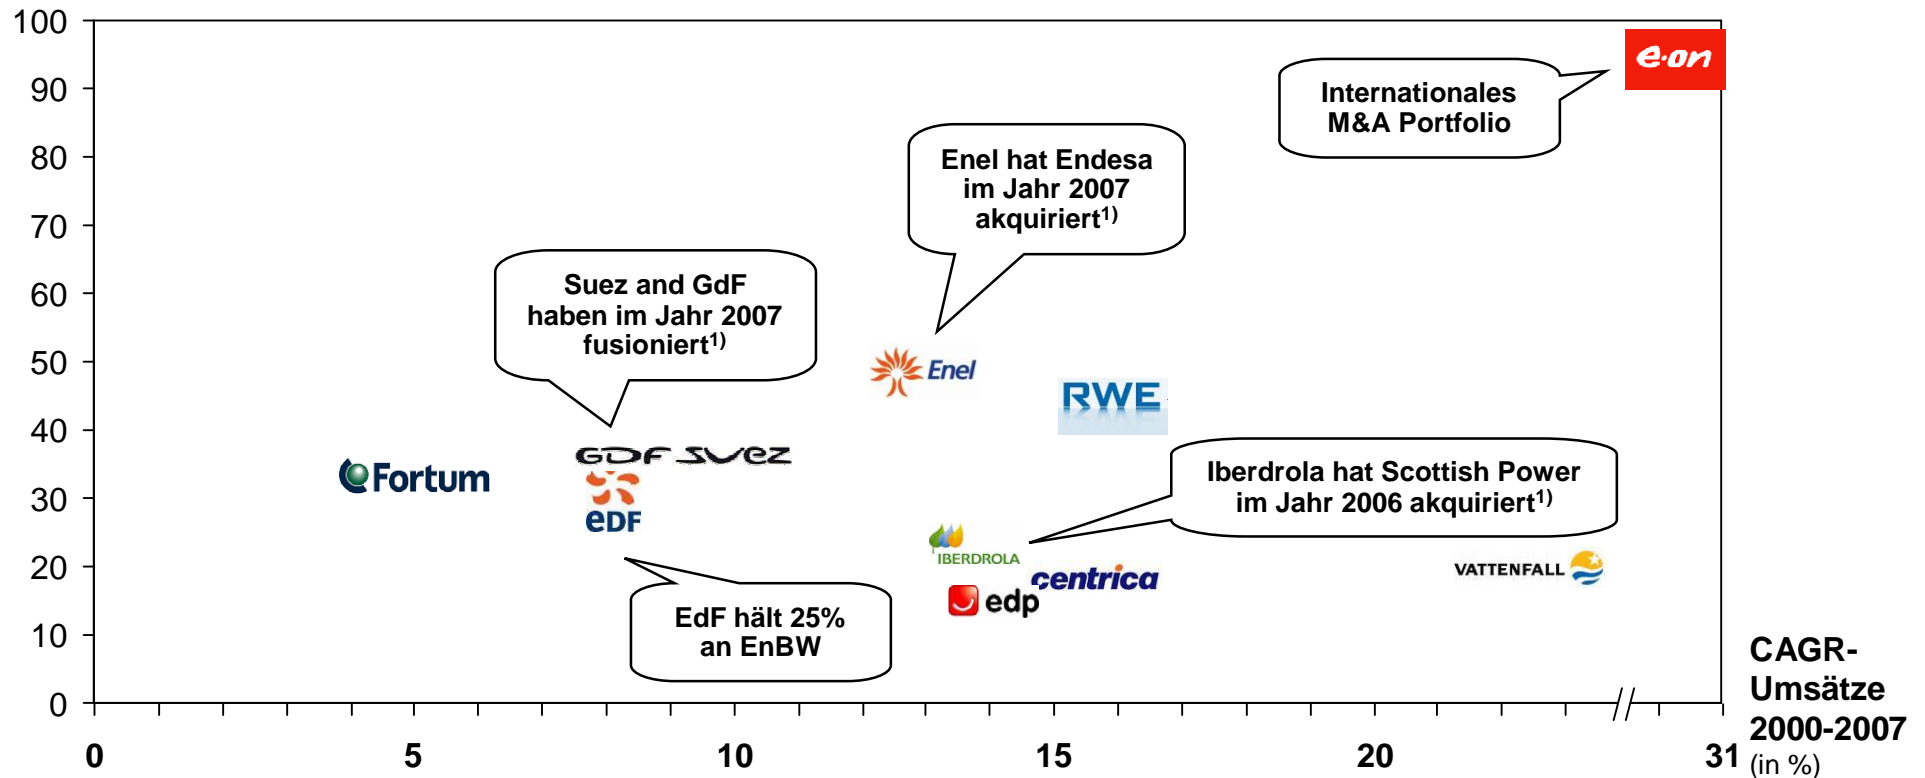 100
90
80
70
60
50
40
30
20
10
0
e·on
Internationales
M&A Portfolio
Enel hat Endesa
im Jahr 2007
akquiriert1)
Suez and GdF
haben im Jahr 2007
fusioniert1)
Enel
RWE
GDF SUEZ
Fortum
eDF
Iberdrola hat Scottish Power
im Jahr 2006 akquiriert1)
IBERDROLA
centrica
VATTENFALL
edp
EdF hält 25%
an EnBW
0 5 10 15 20 31
CAGR-
Umsätze
2000-2007
(in %)